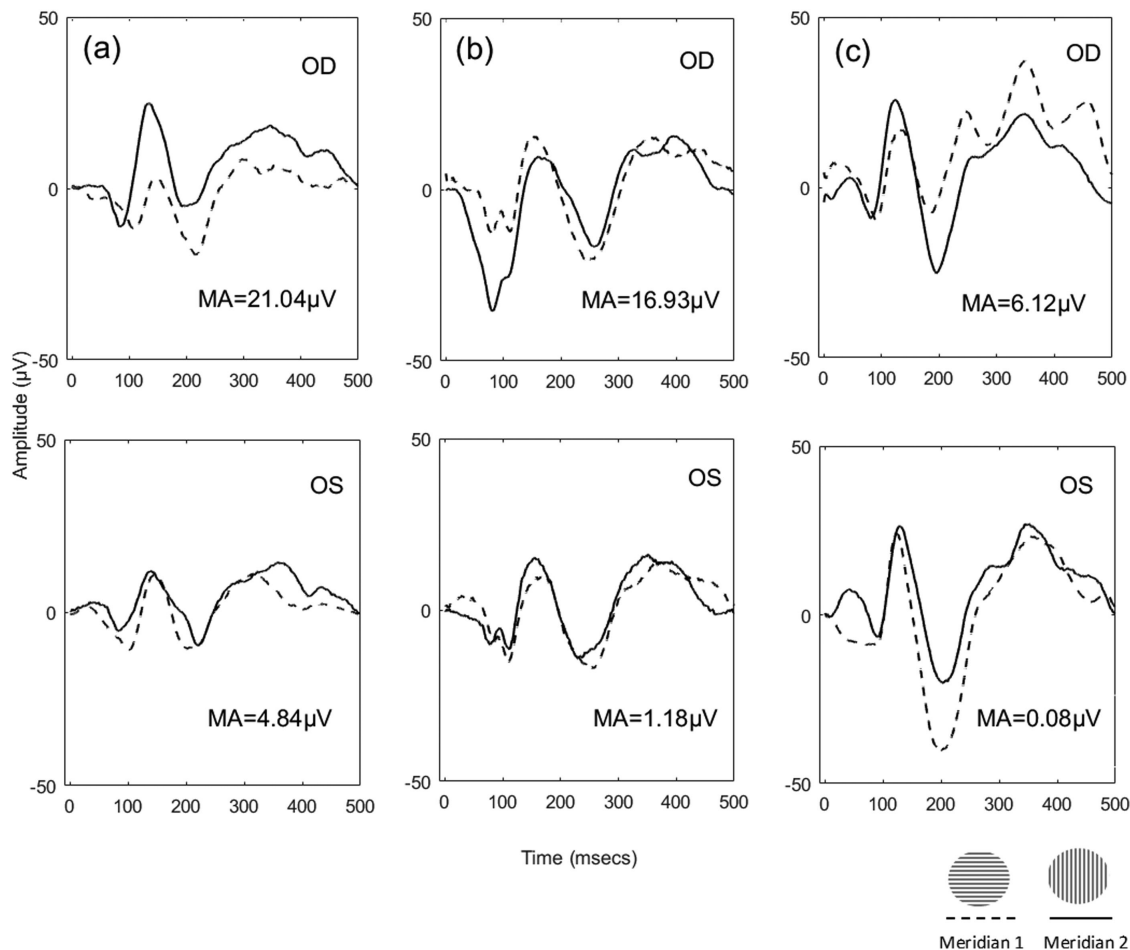 50
(a)
OD
0
MA=21.04µV
-50
0 100 200 300 400 500
50
(b)
OD
0
MA=16.93µV
-50
0 100 200 300 400 500
50
(c)
OD
0
MA=6.12µV
-50
0 100 200 300 400 500
Amplitude (µV)
50
OS
0
MA=4.84µV
-50
0 100 200 300 400 500
50
OS
0
MA=1.18µV
-50
0 100 200 300 400 500
50
OS
0
MA=0.08µV
-50
0 100 200 300 400 500
Time (msecs)
Meridian 1 Meridian 2